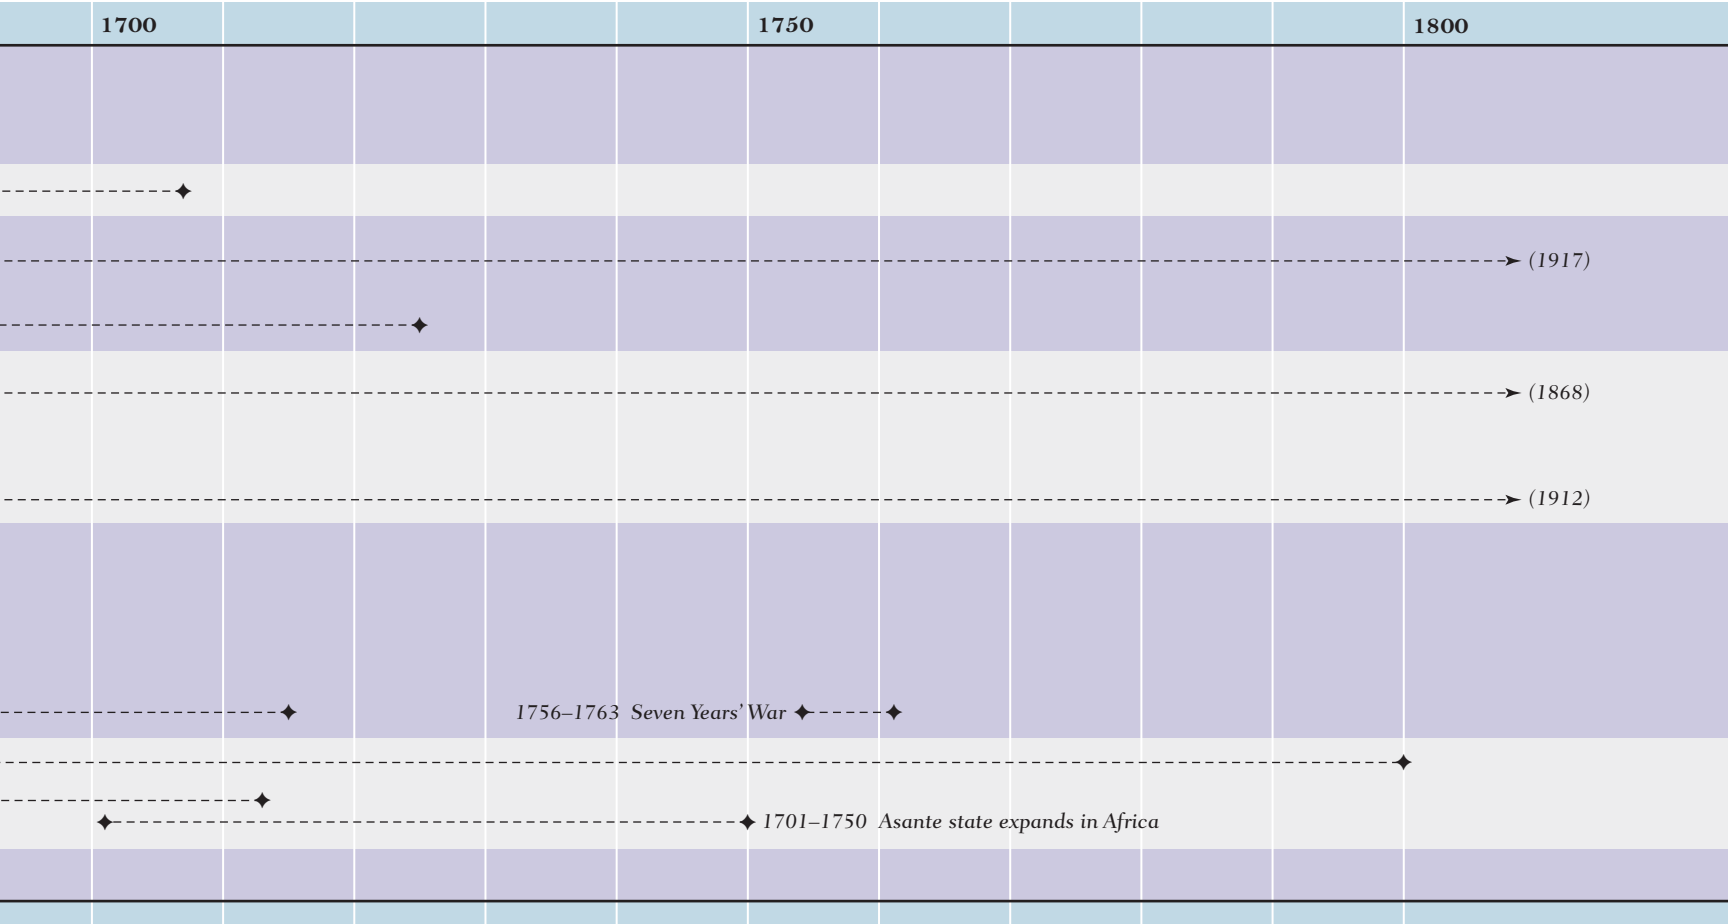 1700 1750 1800
(1917)
(1868)
(1912)
1756–1763 Seven Years’ War
1701–1750 Asante state expands in Africa